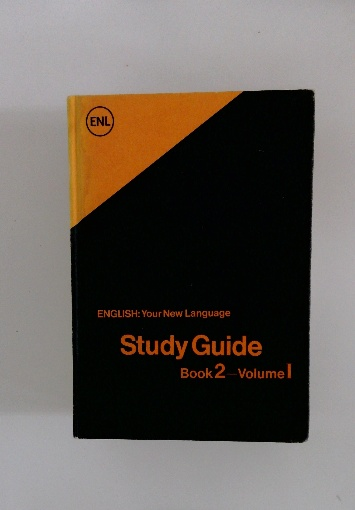 ENL
ENGLISH: Your New Language
Study Guide
Book 2—Volume I